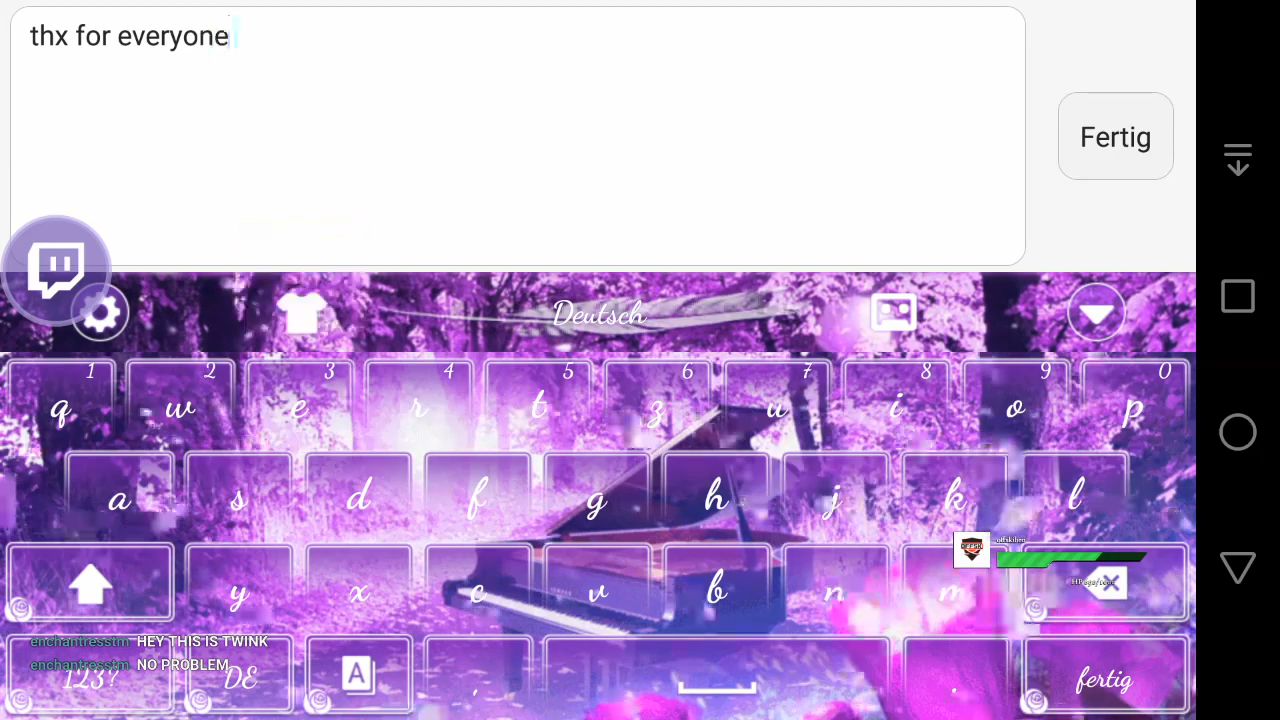 thx for everyone
Fertig
Deutsch
1 2 3 4 5 6 7 8 9 0
q w e r t z u i o p
a s d f g h j k l
offskibeni
y x c v b n m
enchantresstm HEY THIS IS TWINK
enchantresstm NO PROBLEM
123? DE A , . fertig